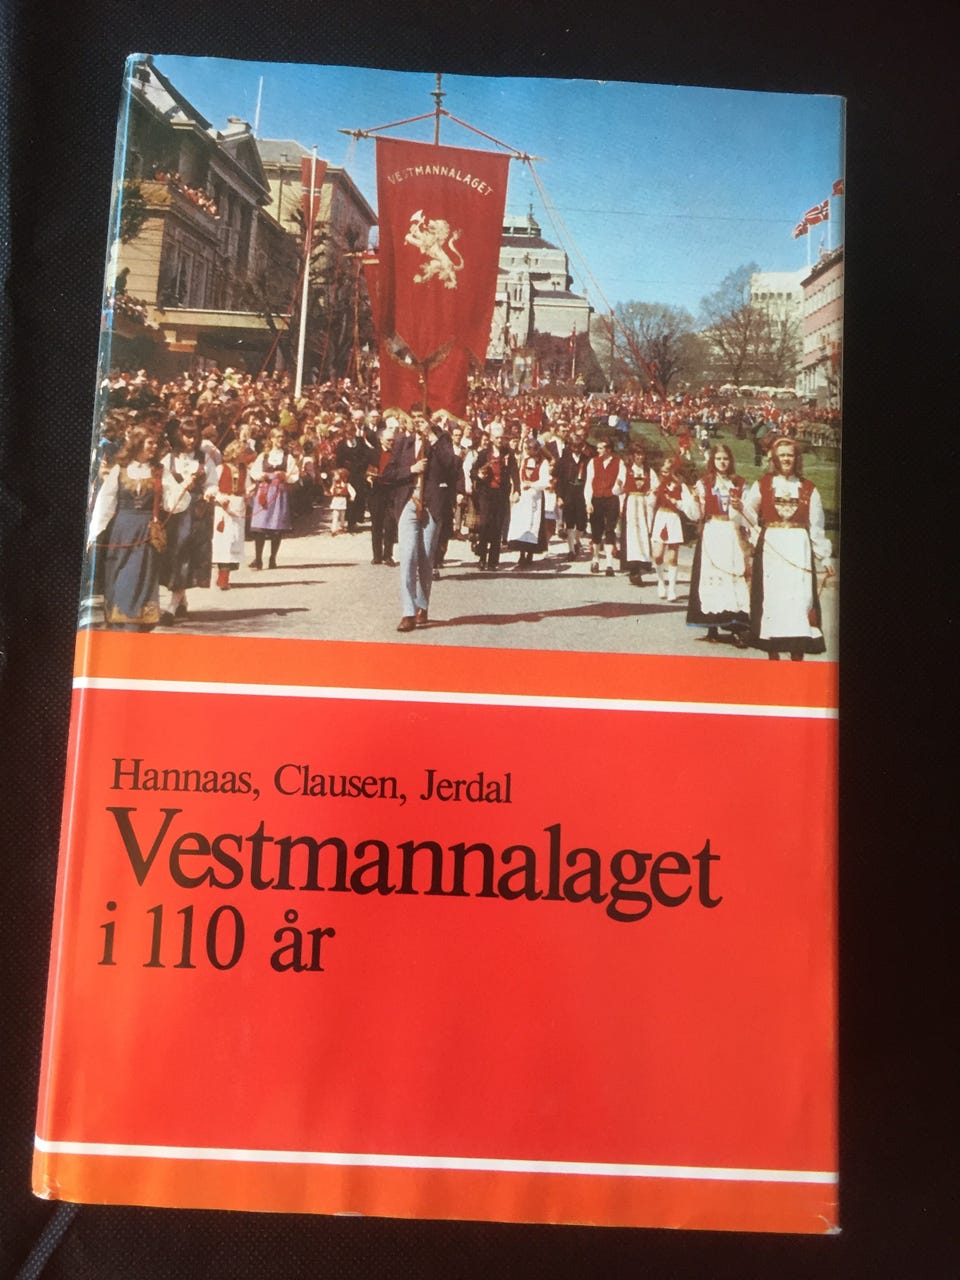 VESTMANNALAGET
Hannaas, Clausen, Jerdal
Vestmannalaget
i 110 år